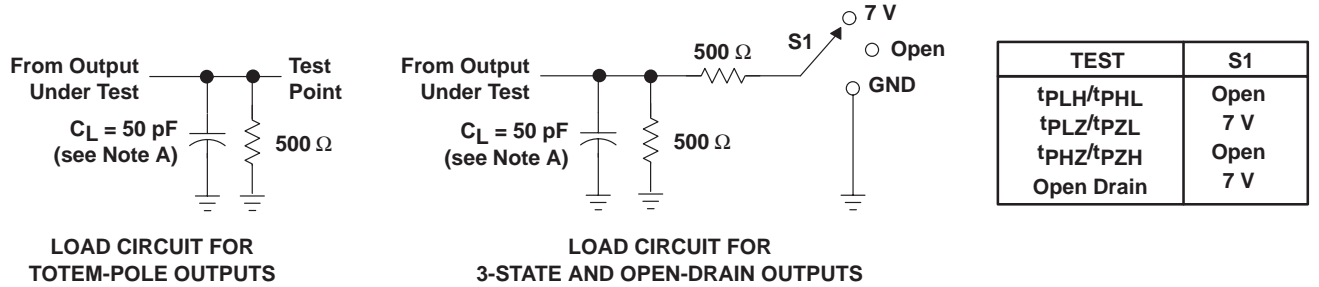 From Output
Under Test
Test
Point
CL = 50 pF
(see Note A)
500 Ω
LOAD CIRCUIT FOR
TOTEM-POLE OUTPUTS
From Output
Under Test
CL = 50 pF
(see Note A)
500 Ω
500 Ω
S1
7 V
Open
GND
LOAD CIRCUIT FOR
3-STATE AND OPEN-DRAIN OUTPUTS
TEST S1
tPLH/tPHL Open
tPLZ/tPZL 7 V
tPHZ/tPZH Open
Open Drain 7 V